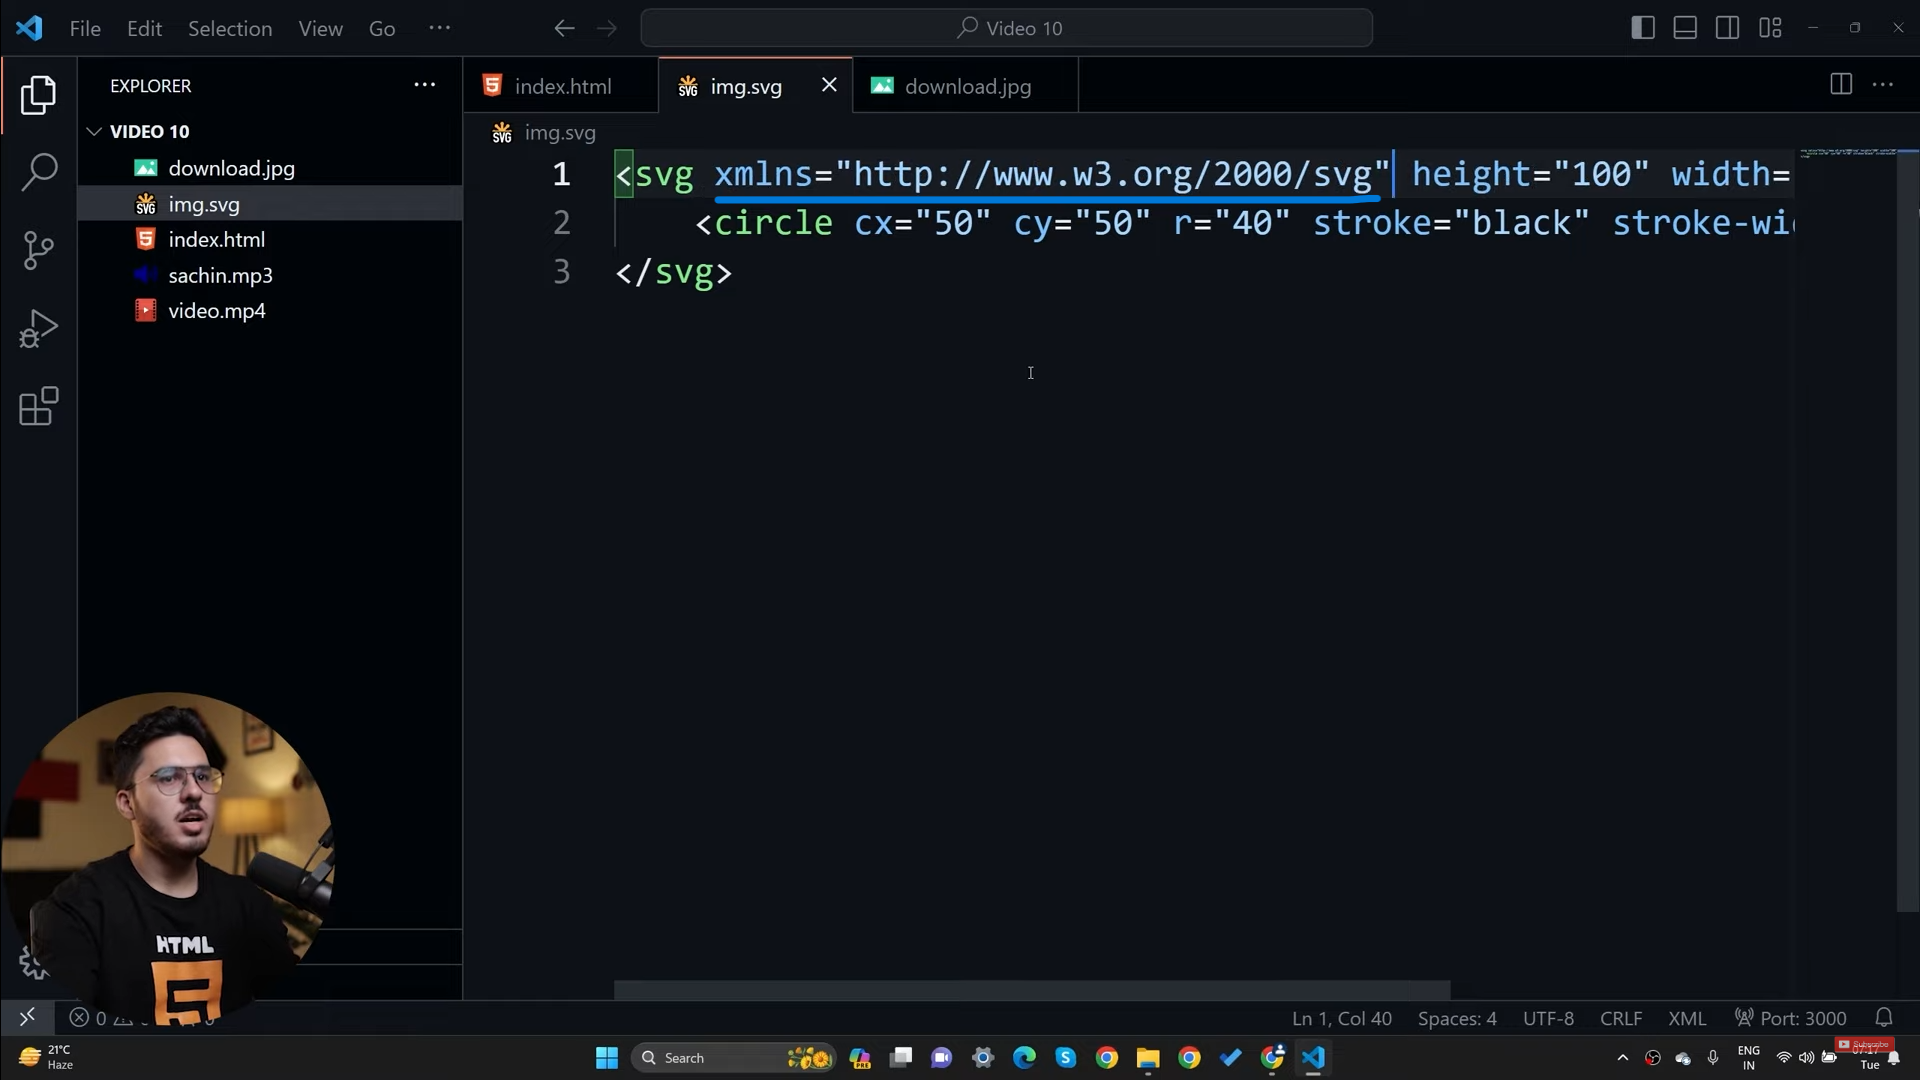 File Edit Selection View Go ···
Video 10
EXPLORER ···
VIDEO 10
download.jpg
img.svg
index.html
sachin.mp3
video.mp4
index.html
img.svg
download.jpg
img.svg
1 <svg xmlns="http://www.w3.org/2000/svg" height="100" width=
2 <circle cx="50" cy="50" r="40" stroke="black" stroke-wi
3 </svg>
HTML
0
Ln 1, Col 40 Spaces: 4 UTF-8 CRLF XML Port: 3000
21°C
Haze
Search
PRE
ENG
IN
Subscribe
Tue